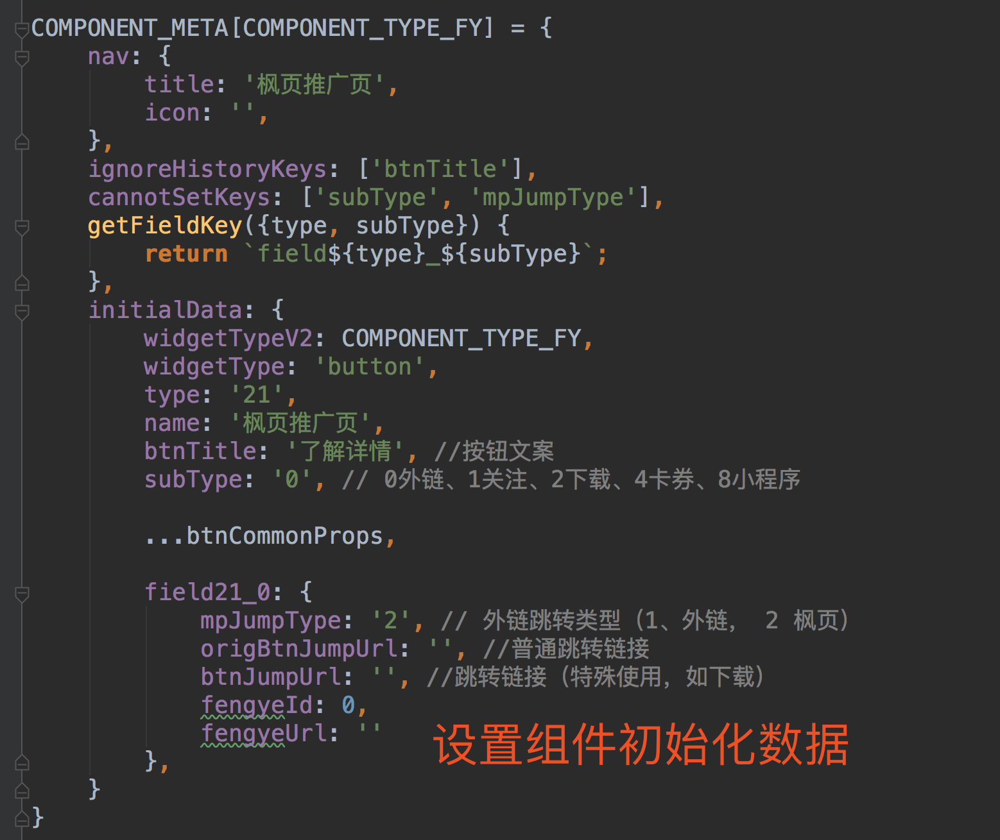 COMPONENT_META[COMPONENT_TYPE_FY] = {
    nav: {
        title: '枫页推广页',
        icon: '',
    },
    ignoreHistoryKeys: ['btnTitle'],
    cannotSetKeys: ['subType', 'mpJumpType'],
    getFieldKey({type, subType}) {
        return `field${type}_${subType}`;
    },
    initialData: {
        widgetTypeV2: COMPONENT_TYPE_FY,
        widgetType: 'button',
        type: '21',
        name: '枫页推广页',
        btnTitle: '了解详情', //按钮文案
        subType: '0', // 0外链、1关注、2下载、4卡券、8小程序
        ...btnCommonProps,
        field21_0: {
            mpJumpType: '2', // 外链跳转类型（1、外链， 2 枫页）
            origBtnJumpUrl: '', //普通跳转链接
            btnJumpUrl: '', //跳转链接（特殊使用，如下载）
            fengyeId: 0,
            fengyeUrl: ''
设置组件初始化数据
        },
    }
}